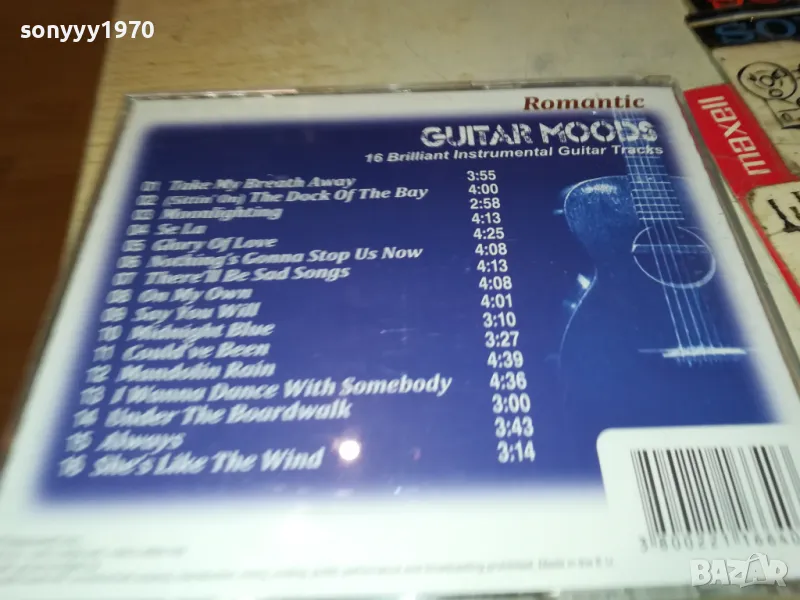 sonyyy1970
Romantic
GUITAR MOODS
16 Brilliant Instrumental Guitar Tracks
01 Take My Breath Away 3:55
02 (Sittin' On) The Dock Of The Bay 4:00
03 Moonlighting 2:58
04 Se La 4:13
05 Glory Of Love 4:25
06 Nothing's Gonna Stop Us Now 4:08
07 There'll Be Sad Songs 4:13
08 On My Own 4:08
09 Say You Will 4:01
10 Midnight Blue 3:10
11 Could've Been 3:27
12 Mandolin Rain 4:39
13 I Wanna Dance With Somebody 4:36
14 Under The Boardwalk 3:00
15 Always 3:43
16 She's Like The Wind 3:14
maxell
BAZAR.bg